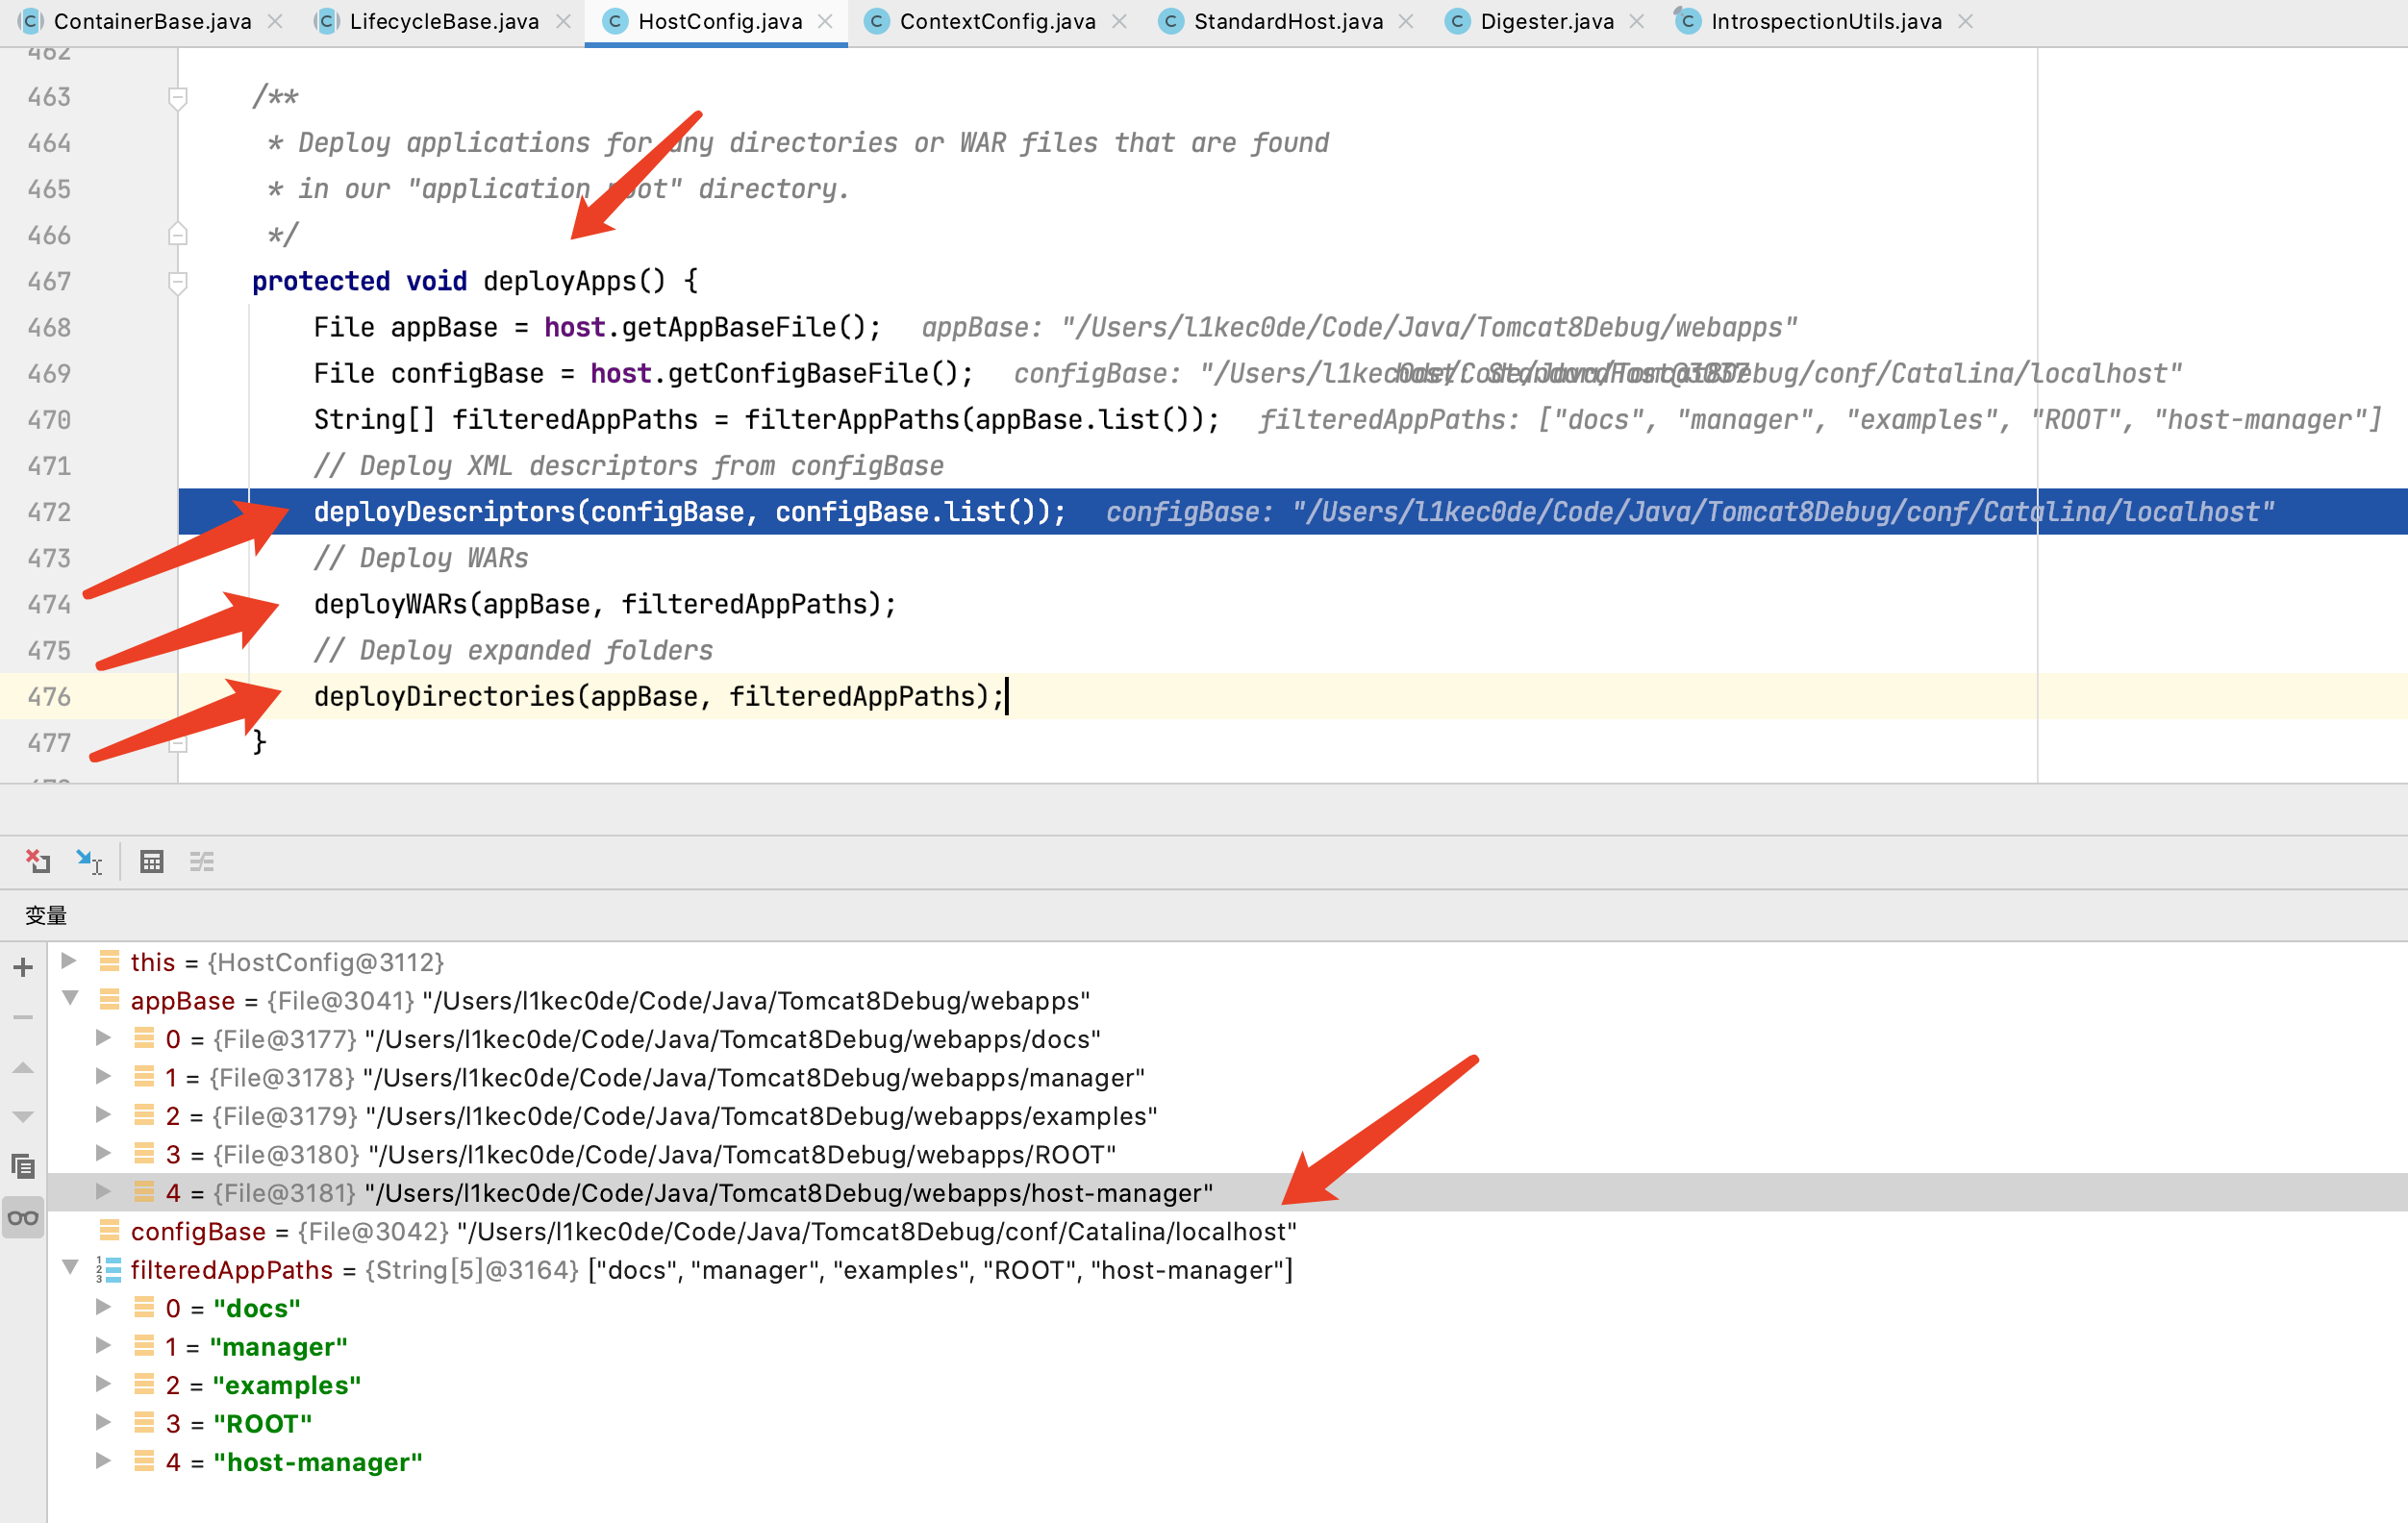 ContainerBase.java LifecycleBase.java HostConfig.java ContextConfig.java StandardHost.java Digester.java IntrospectionUtils.java
462
463 /**
464 * Deploy applications for any directories or WAR files that are found
465 * in our "application root" directory.
466 */
467 protected void deployApps() {
468 File appBase = host.getAppBaseFile(); appBase: "/Users/l1kec0de/Code/Java/Tomcat8Debug/webapps"
469 File configBase = host.getConfigBaseFile(); configBase: "/Users/l1kec0de/Code/Java/Tomcat8Debug/conf/Catalina/localhost" host: StandardHost@3037
470 String[] filteredAppPaths = filterAppPaths(appBase.list()); filteredAppPaths: ["docs", "manager", "examples", "ROOT", "host-manager"]
471 // Deploy XML descriptors from configBase
472 deployDescriptors(configBase, configBase.list()); configBase: "/Users/l1kec0de/Code/Java/Tomcat8Debug/conf/Catalina/localhost"
473 // Deploy WARs
474 deployWARs(appBase, filteredAppPaths);
475 // Deploy expanded folders
476 deployDirectories(appBase, filteredAppPaths);
477 }
变量
this = {HostConfig@3112}
appBase = {File@3041} "/Users/l1kec0de/Code/Java/Tomcat8Debug/webapps"
0 = {File@3177} "/Users/l1kec0de/Code/Java/Tomcat8Debug/webapps/docs"
1 = {File@3178} "/Users/l1kec0de/Code/Java/Tomcat8Debug/webapps/manager"
2 = {File@3179} "/Users/l1kec0de/Code/Java/Tomcat8Debug/webapps/examples"
3 = {File@3180} "/Users/l1kec0de/Code/Java/Tomcat8Debug/webapps/ROOT"
4 = {File@3181} "/Users/l1kec0de/Code/Java/Tomcat8Debug/webapps/host-manager"
configBase = {File@3042} "/Users/l1kec0de/Code/Java/Tomcat8Debug/conf/Catalina/localhost"
filteredAppPaths = {String[5]@3164} ["docs", "manager", "examples", "ROOT", "host-manager"]
0 = "docs"
1 = "manager"
2 = "examples"
3 = "ROOT"
4 = "host-manager"